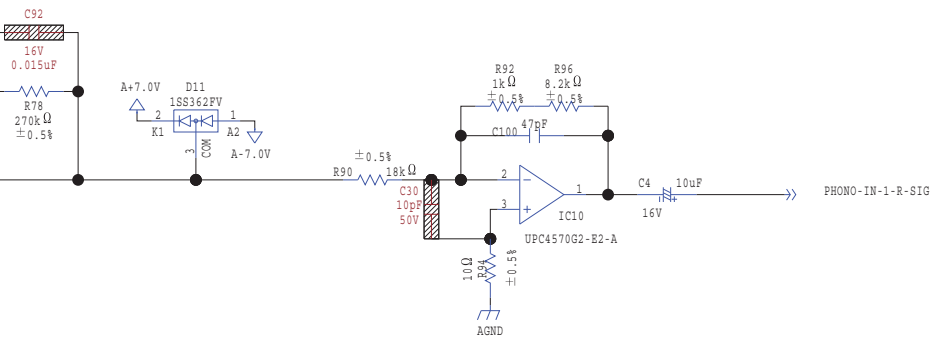 C92
16V
0.015uF
R78
270kΩ
±0.5%
A+7.0V
D11
1SS362FV
2
1
K1
A2
3
COM
A-7.0V
±0.5%
R90
18kΩ
C30
10pF
50V
R92
1kΩ
±0.5%
R96
8.2kΩ
±0.5%
47pF
C100
2
−
3
+
1
IC10
UPC4570G2-E2-A
10Ω
R94
±0.5%
AGND
C4
10uF
+
16V
PHONO-IN-1-R-SIG